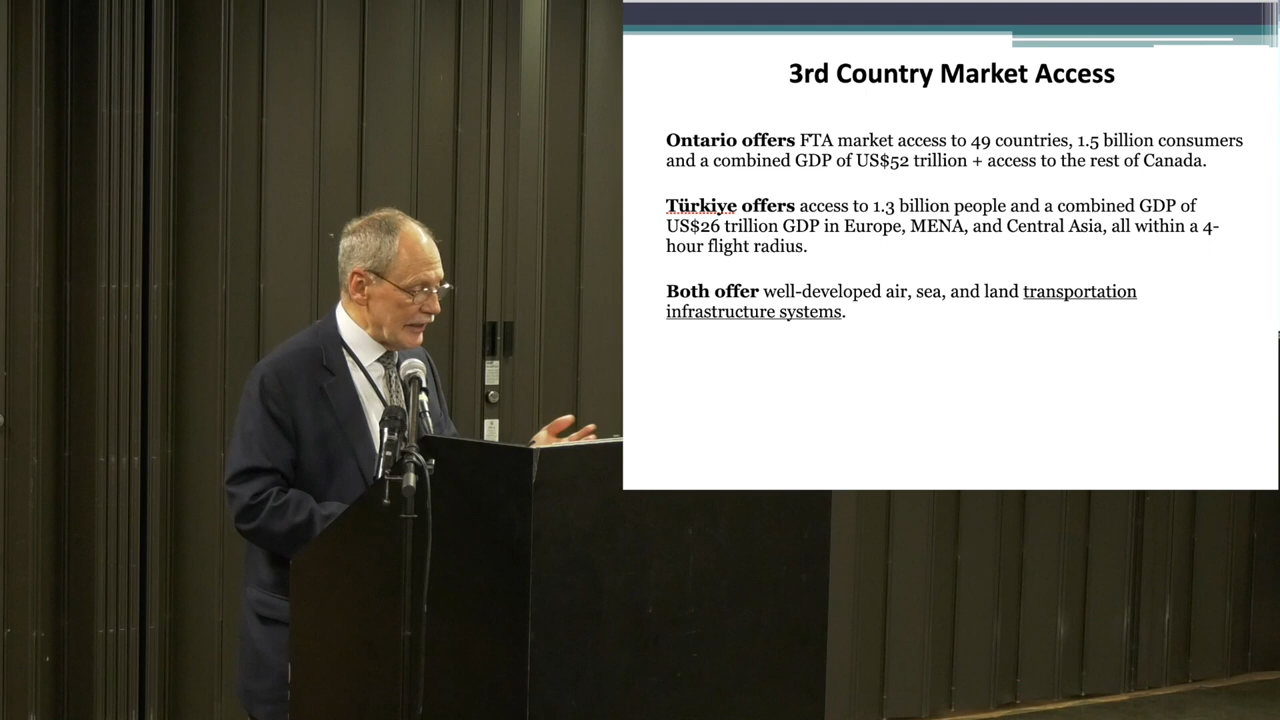 3rd Country Market Access
Ontario offers FTA market access to 49 countries, 1.5 billion consumers
and a combined GDP of US$52 trillion + access to the rest of Canada.
Türkiye offers access to 1.3 billion people and a combined GDP of
US$26 trillion GDP in Europe, MENA, and Central Asia, all within a 4-
hour flight radius.
Both offer well-developed air, sea, and land transportation
infrastructure systems.